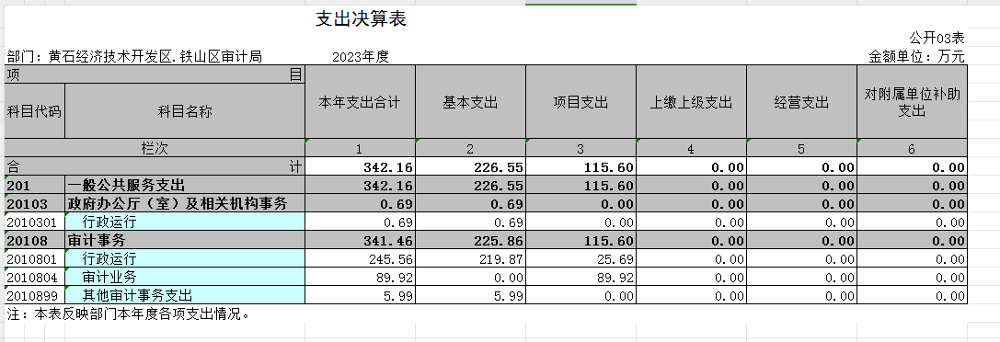 支出决算表
公开03表
部门：黄石经济技术开发区.铁山区审计局 2023年度 金额单位：万元
项 目 本年支出合计 基本支出 项目支出 上缴上级支出 经营支出 对附属单位补助支出
科目代码 科目名称
栏次 1 2 3 4 5 6
合 计 342.16 226.55 115.60 0.00 0.00 0.00
201 一般公共服务支出 342.16 226.55 115.60 0.00 0.00 0.00
20103 政府办公厅（室）及相关机构事务 0.69 0.69 0.00 0.00 0.00 0.00
2010301 行政运行 0.69 0.69 0.00 0.00 0.00 0.00
20108 审计事务 341.46 225.86 115.60 0.00 0.00 0.00
2010801 行政运行 245.56 219.87 25.69 0.00 0.00 0.00
2010804 审计业务 89.92 0.00 89.92 0.00 0.00 0.00
2010899 其他审计事务支出 5.99 5.99 0.00 0.00 0.00 0.00
注：本表反映部门本年度各项支出情况。